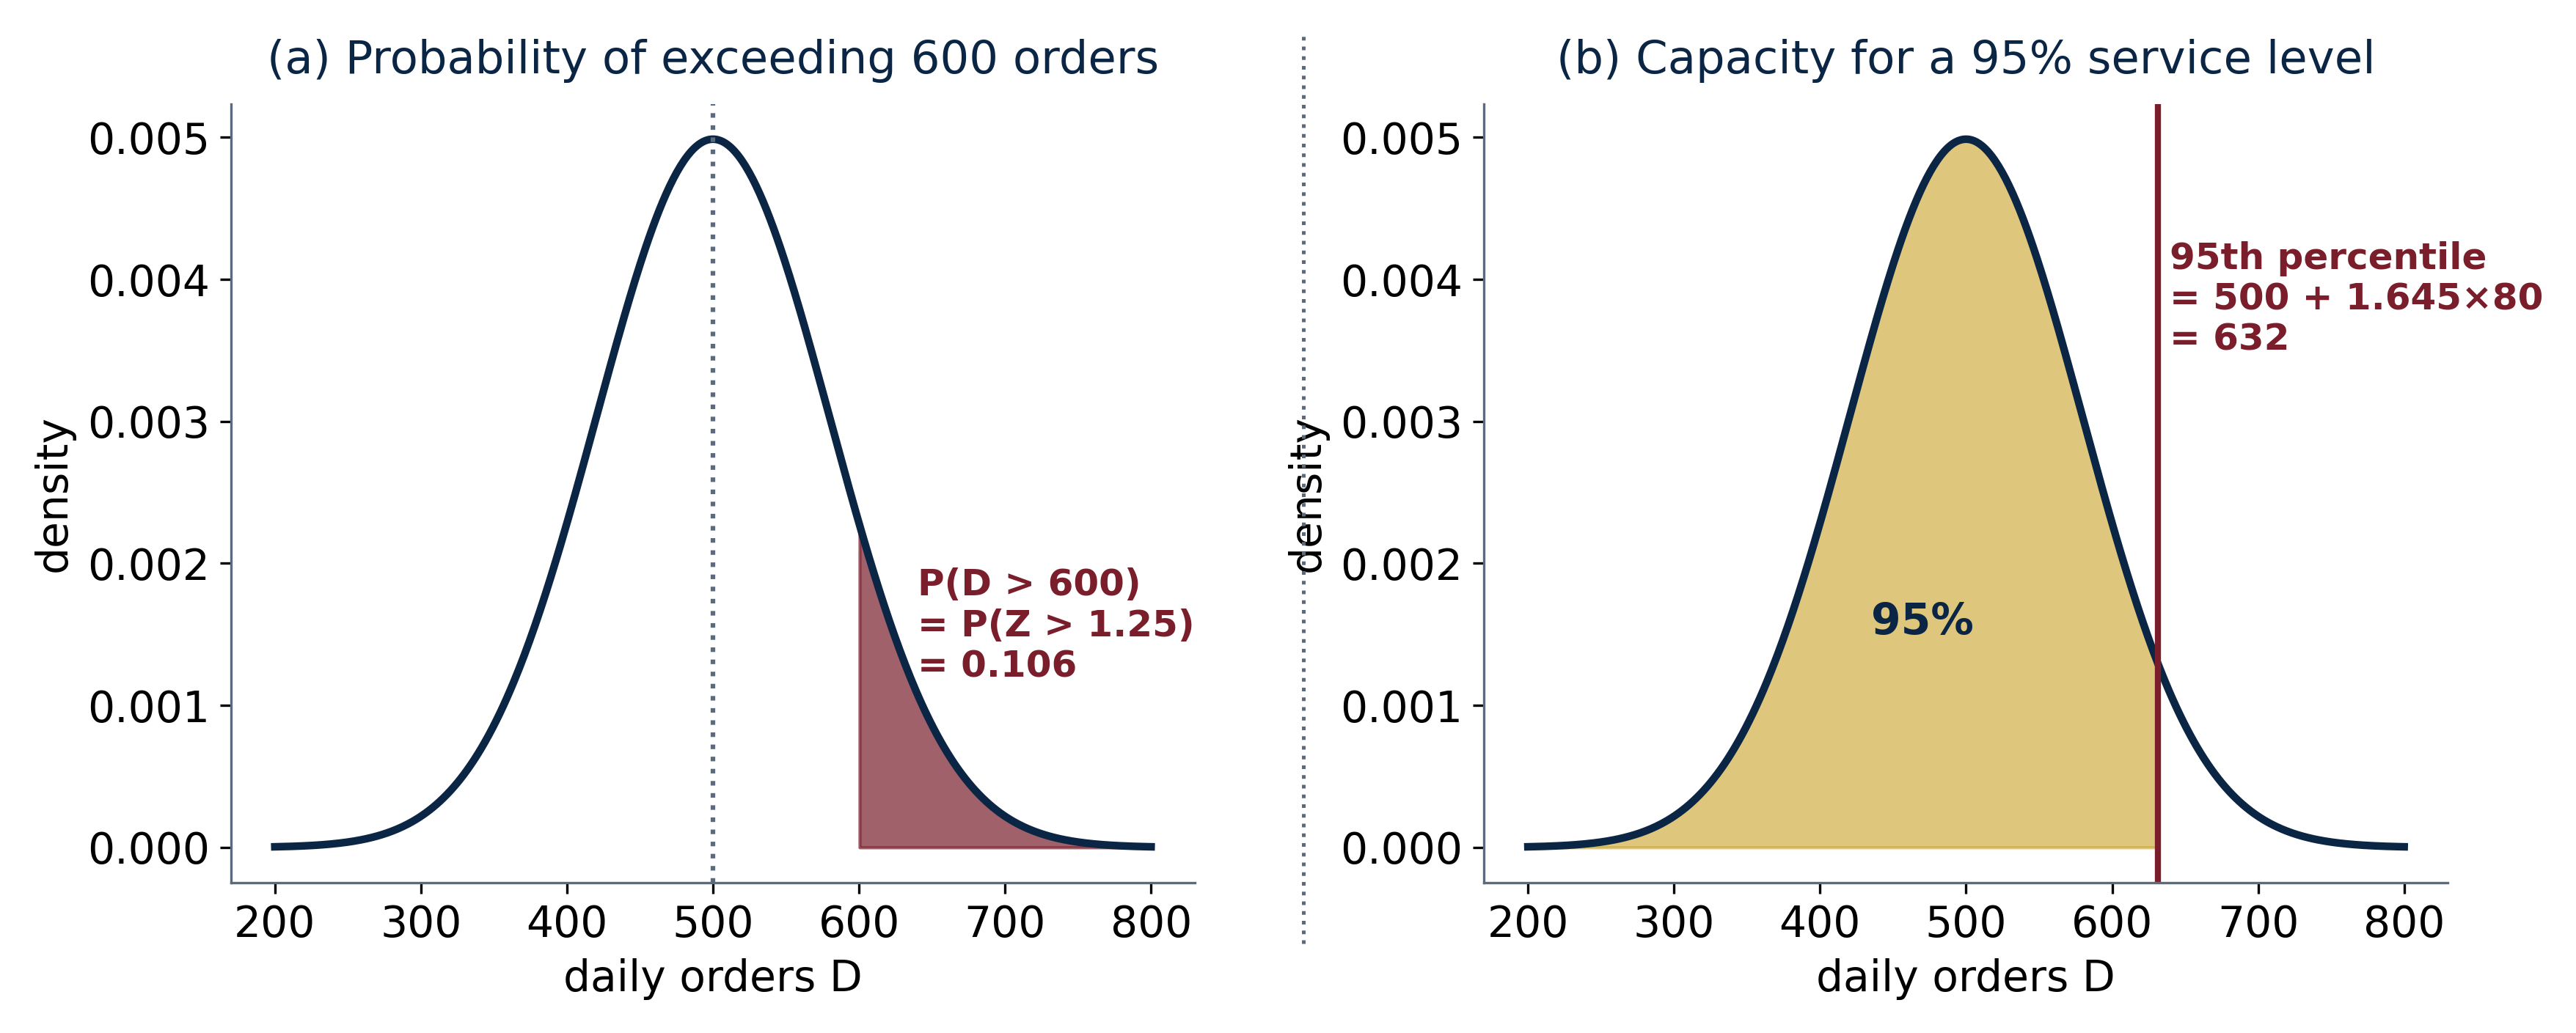 (a) Probability of exceeding 600 orders
0.005
0.004
0.003
0.002
0.001
0.000
density
P(D > 600)
= P(Z > 1.25)
= 0.106
200 300 400 500 600 700 800
daily orders D
(b) Capacity for a 95% service level
0.005
0.004
0.003
0.002
0.001
0.000
density
95th percentile
= 500 + 1.645×80
= 632
95%
200 300 400 500 600 700 800
daily orders D